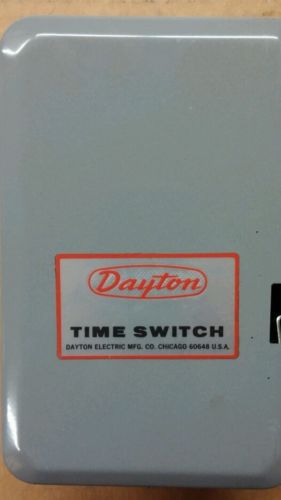 Dayton
TIME SWITCH
DAYTON ELECTRIC MFG. CO. CHICAGO 60648 U.S.A.